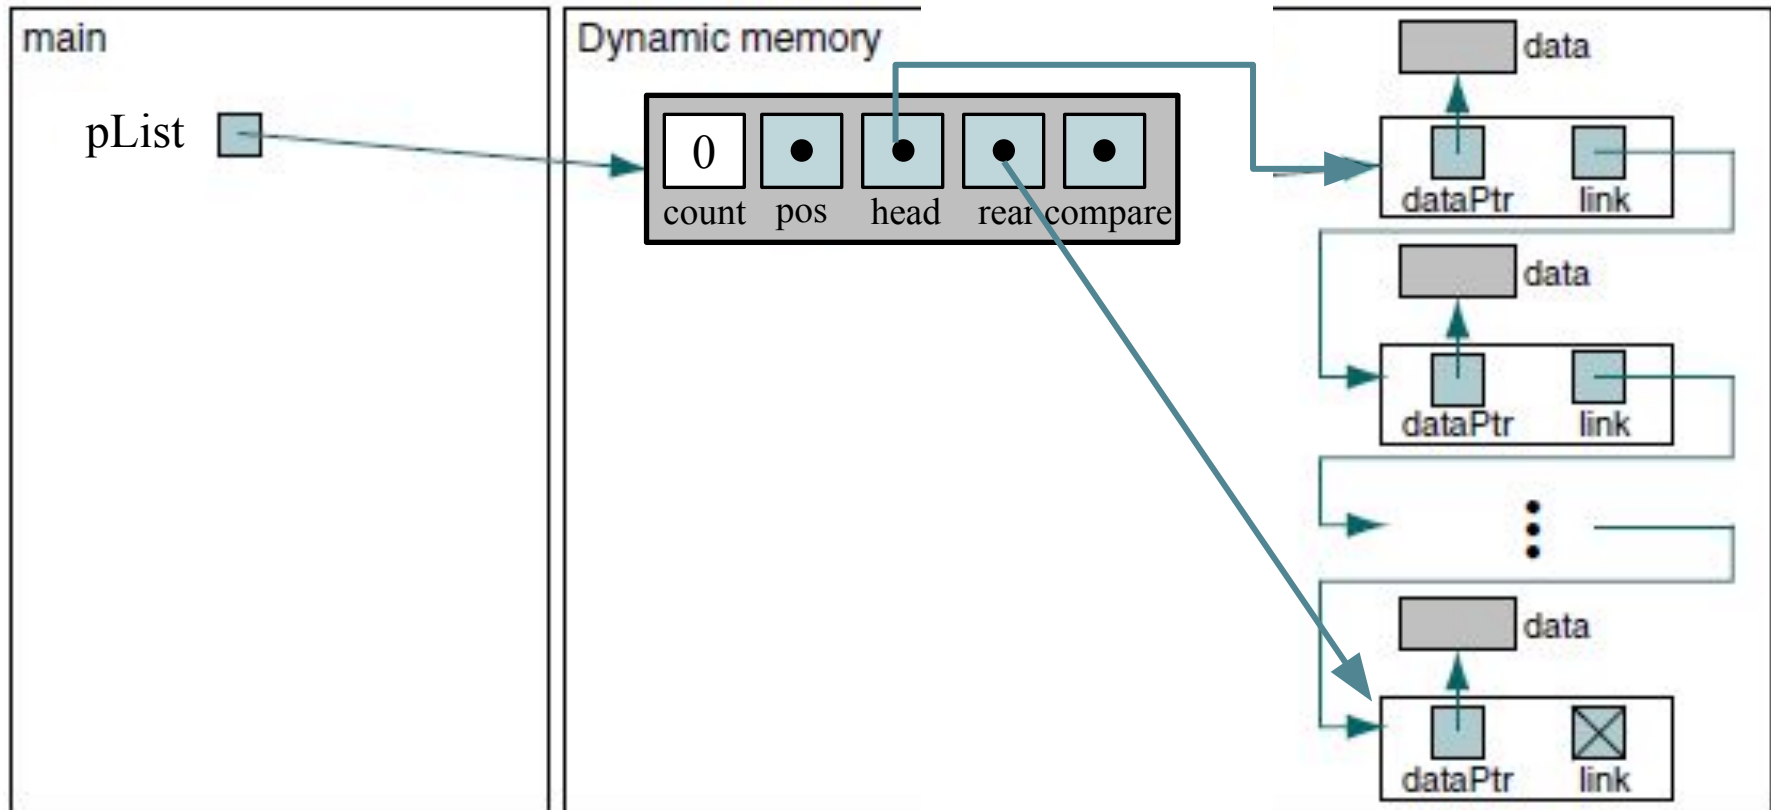 main
Dynamic memory
pList
0
count pos head rear compare
data
dataPtr link
data
dataPtr link
data
dataPtr link